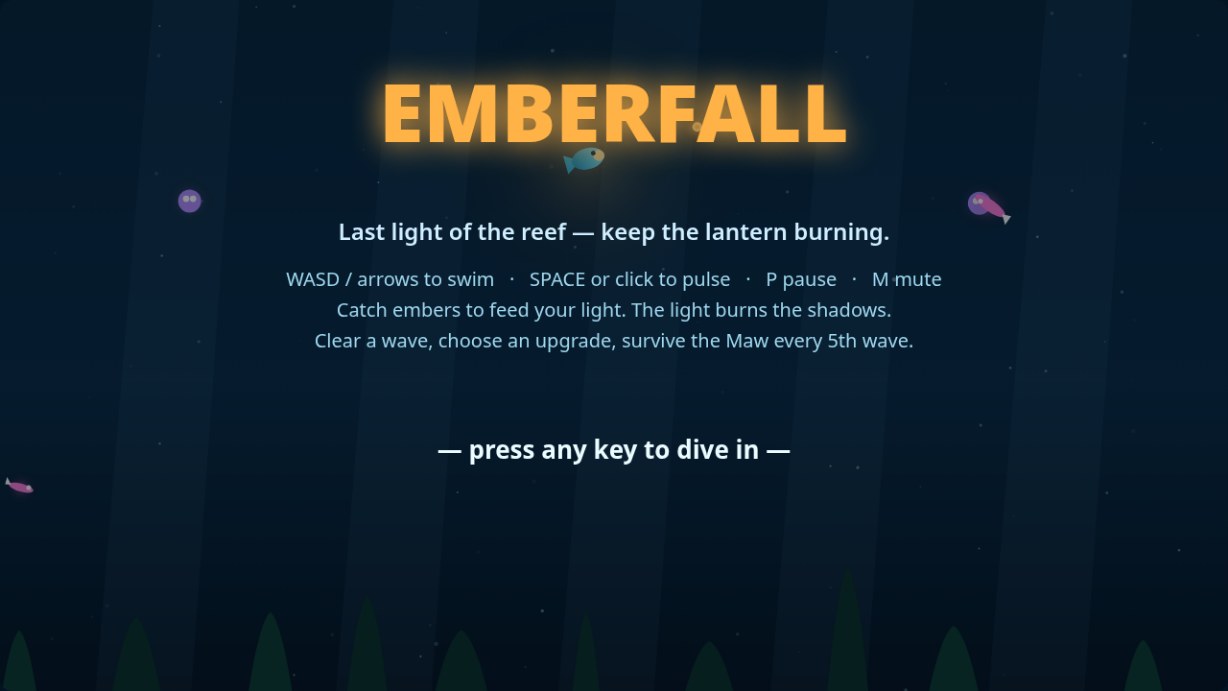 EMBERFALL
Last light of the reef — keep the lantern burning.
WASD / arrows to swim · SPACE or click to pulse · P pause · M mute
Catch embers to feed your light. The light burns the shadows.
Clear a wave, choose an upgrade, survive the Maw every 5th wave.
— press any key to dive in —